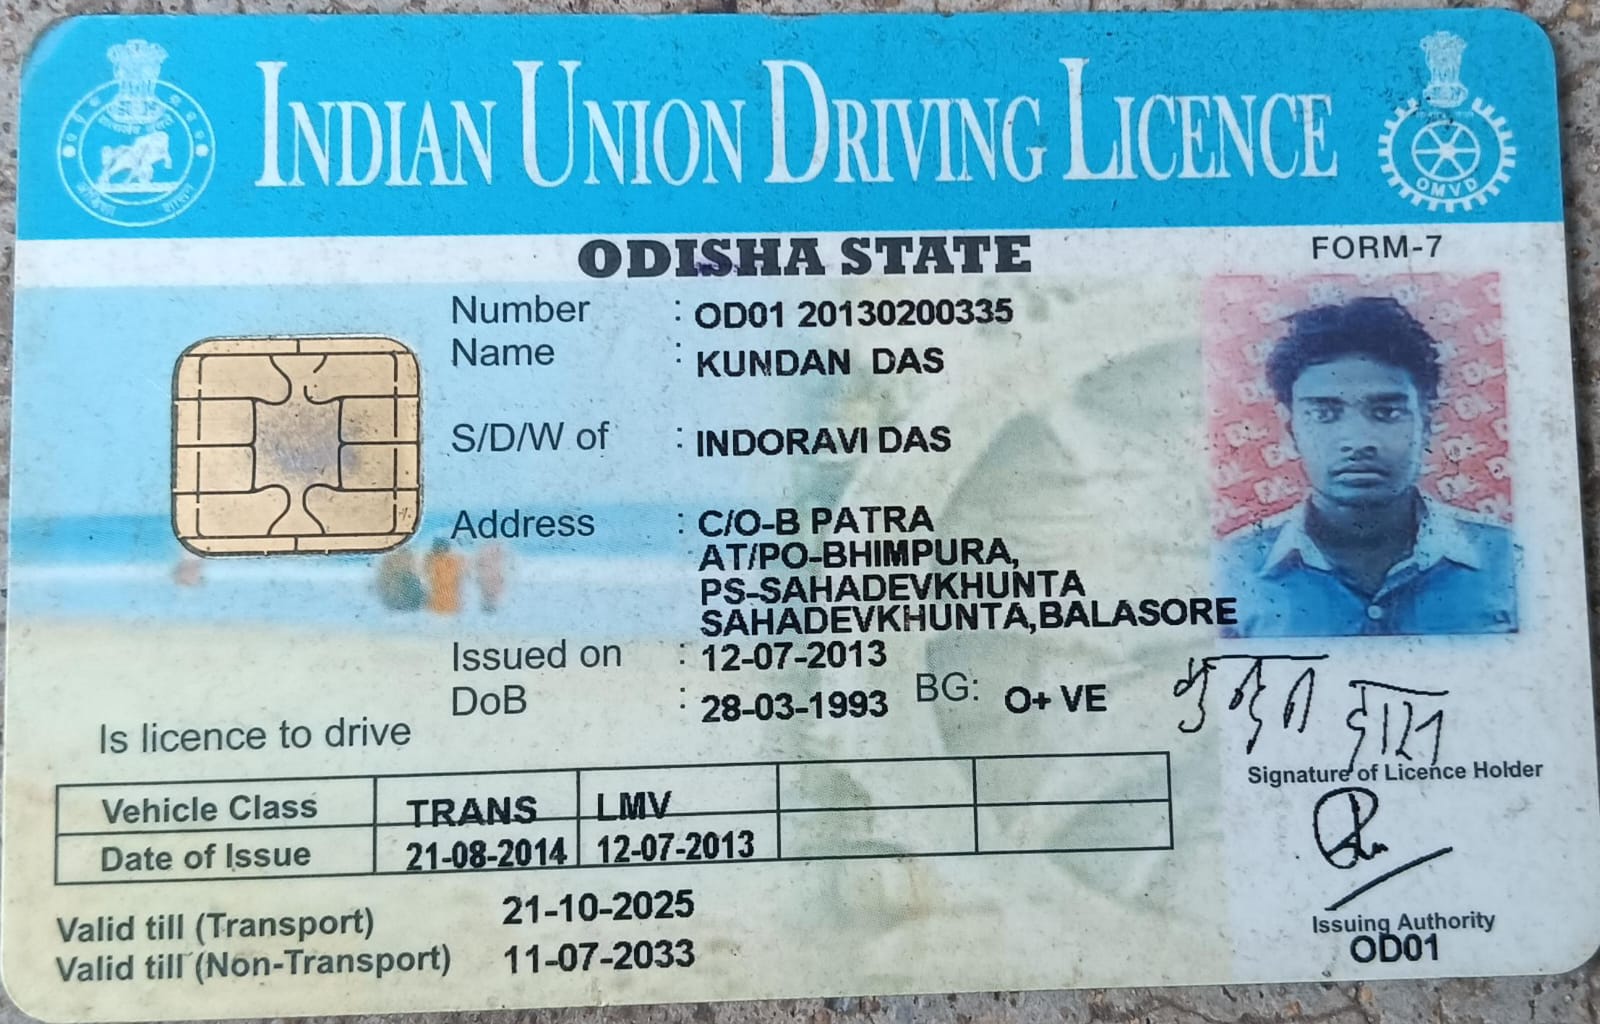 INDIAN UNION DRIVING LICENCE
OMVD
ODISHA STATE
FORM-7
Number : OD01 20130200335
Name : KUNDAN DAS
S/D/W of : INDORAVI DAS
Address : C/O-B PATRA
AT/PO-BHIMPURA,
PS-SAHADEVKHUNTA
SAHADEVKHUNTA,BALASORE
Issued on : 12-07-2013
DoB : 28-03-1993 BG: O+ VE
कुन्दन दास
Signature of Licence Holder
Is licence to drive
Vehicle Class TRANS LMV
Date of Issue 21-08-2014 12-07-2013
Valid till (Transport) 21-10-2025
Valid till (Non-Transport) 11-07-2033
Issuing Authority
OD01